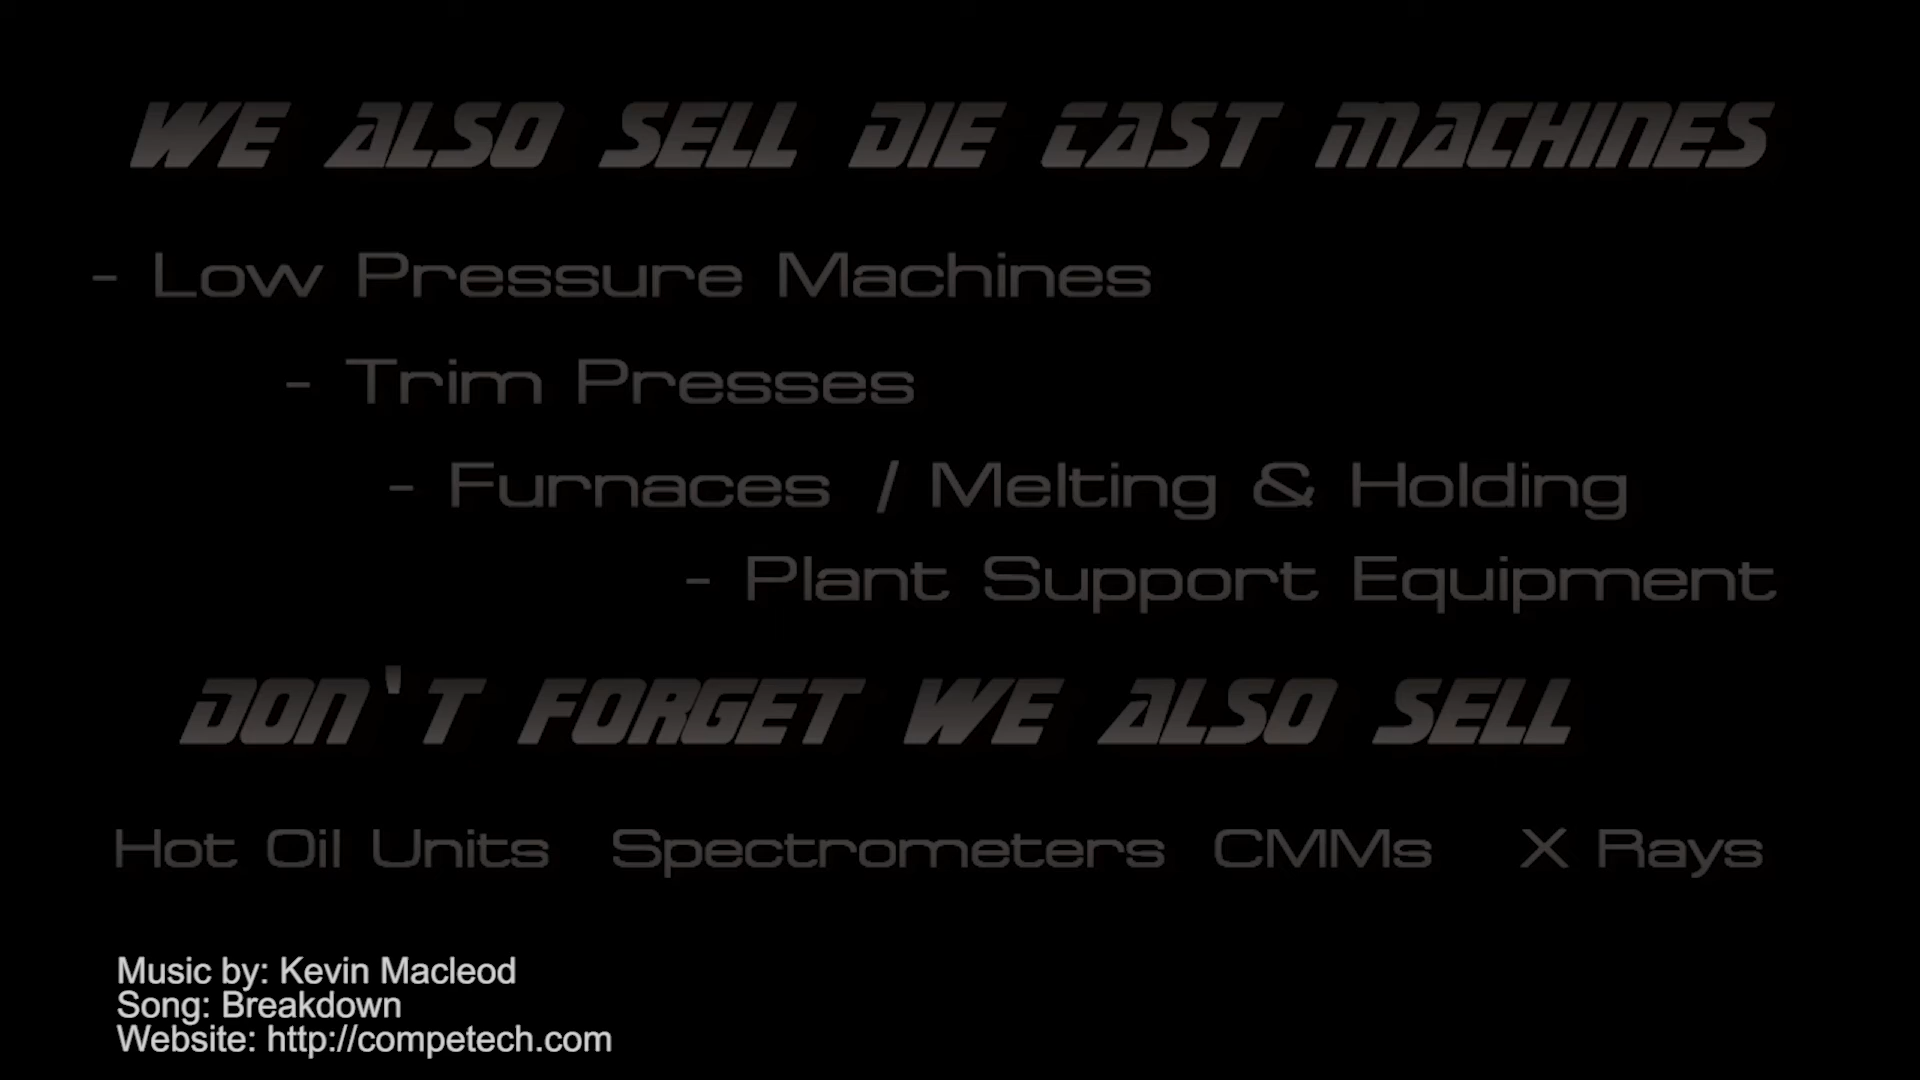 WE ALSO SELL DIE CAST MACHINES
- Low Pressure Machines
- Trim Presses
- Furnaces / Melting & Holding
- Plant Support Equipment
DON'T FORGET WE ALSO SELL
Hot Oil Units Spectrometers CMMs X Rays
Music by: Kevin Macleod
Song: Breakdown
Website: http://competech.com